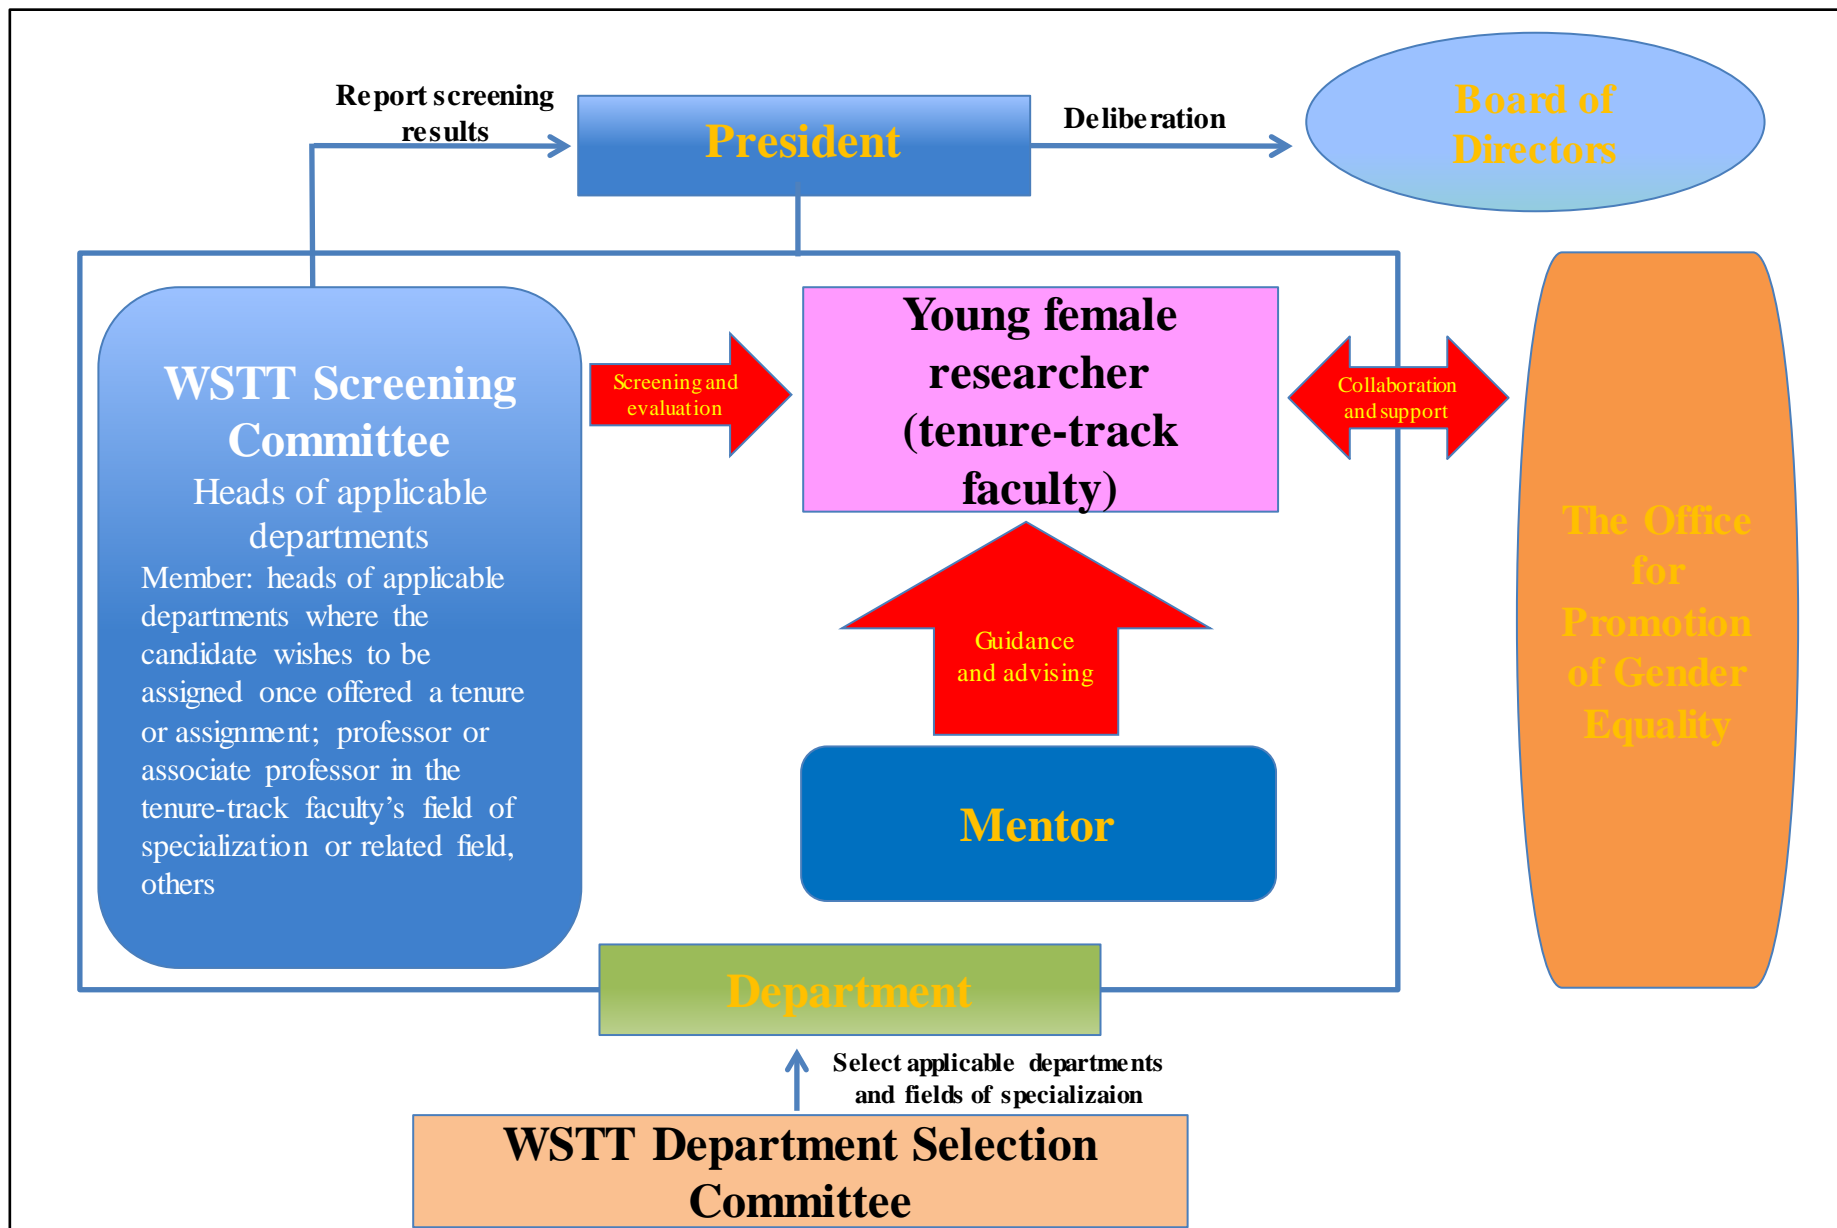 Report screening
results
President
Deliberation
Board of
Directors
WSTT Screening
Committee
Heads of applicable
departments
Member: heads of applicable
departments where the
candidate wishes to be
assigned once offered a tenure
or assignment; professor or
associate professor in the
tenure-track faculty's field of
specialization or related field,
others
Screening and
evaluation
Young female
researcher
(tenure-track
faculty)
Collaboration
and support
The Office
for
Promotion
of Gender
Equality
Guidance
and advising
Mentor
Department
Select applicable departments
and fields of specializaion
WSTT Department Selection
Committee